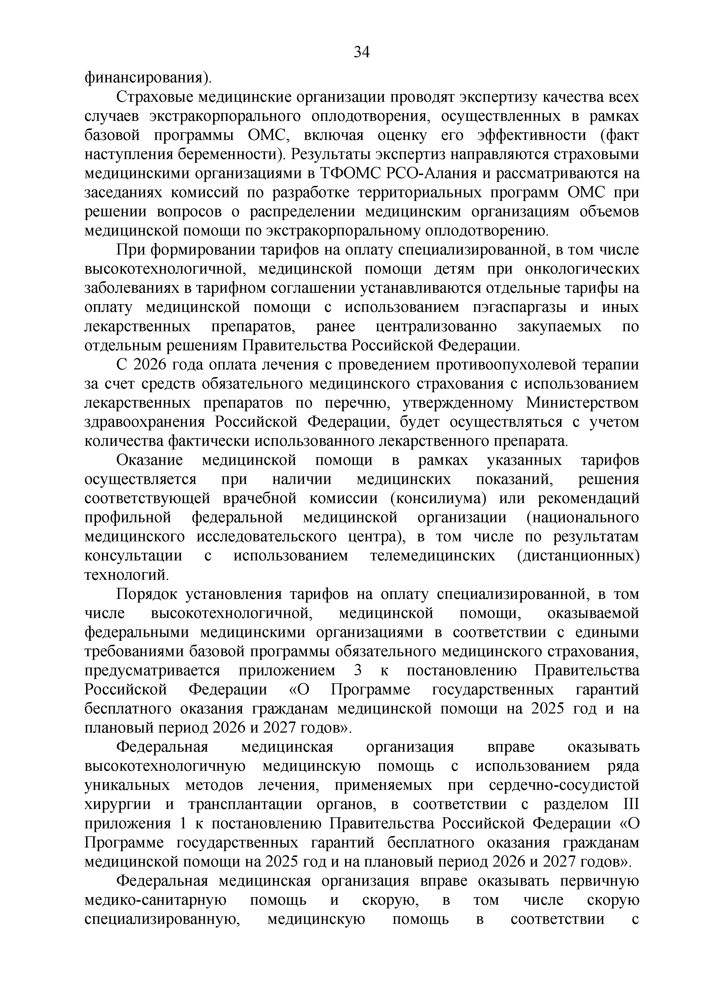 34
финансирования).
Страховые медицинские организации проводят экспертизу качества всех
случаев экстракорпорального оплодотворения, осуществленных в рамках
базовой программы ОМС, включая оценку его эффективности (факт
наступления беременности). Результаты экспертиз направляются страховыми
медицинскими организациями в ТФОМС РСО-Алания и рассматриваются на
заседаниях комиссий по разработке территориальных программ ОМС при
решении вопросов о распределении медицинским организациям объемов
медицинской помощи по экстракорпоральному оплодотворению.
При формировании тарифов на оплату специализированной, в том числе
высокотехнологичной, медицинской помощи детям при онкологических
заболеваниях в тарифном соглашении устанавливаются отдельные тарифы на
оплату медицинской помощи с использованием пэгаспаргазы и иных
лекарственных препаратов, ранее централизованно закупаемых по
отдельным решениям Правительства Российской Федерации.
С 2026 года оплата лечения с проведением противоопухолевой терапии
за счет средств обязательного медицинского страхования с использованием
лекарственных препаратов по перечню, утвержденному Министерством
здравоохранения Российской Федерации, будет осуществляться с учетом
количества фактически использованного лекарственного препарата.
Оказание медицинской помощи в рамках указанных тарифов
осуществляется при наличии медицинских показаний, решения
соответствующей врачебной комиссии (консилиума) или рекомендаций
профильной федеральной медицинской организации (национального
медицинского исследовательского центра), в том числе по результатам
консультации с использованием телемедицинских (дистанционных)
технологий.
Порядок установления тарифов на оплату специализированной, в том
числе высокотехнологичной, медицинской помощи, оказываемой
федеральными медицинскими организациями в соответствии с едиными
требованиями базовой программы обязательного медицинского страхования,
предусматривается приложением 3 к постановлению Правительства
Российской Федерации «О Программе государственных гарантий
бесплатного оказания гражданам медицинской помощи на 2025 год и на
плановый период 2026 и 2027 годов».
Федеральная медицинская организация вправе оказывать
высокотехнологичную медицинскую помощь с использованием ряда
уникальных методов лечения, применяемых при сердечно-сосудистой
хирургии и трансплантации органов, в соответствии с разделом III
приложения 1 к постановлению Правительства Российской Федерации «О
Программе государственных гарантий бесплатного оказания гражданам
медицинской помощи на 2025 год и на плановый период 2026 и 2027 годов».
Федеральная медицинская организация вправе оказывать первичную
медико-санитарную помощь и скорую, в том числе скорую
специализированную, медицинскую помощь в соответствии с